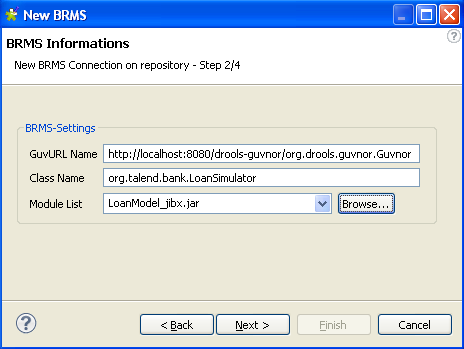 New BRMS
BRMS Informations
New BRMS Connection on repository - Step 2/4
BRMS-Settings
GuvURL Name http://localhost:8080/drools-guvnor/org.drools.guvnor.Guvnor
Class Name org.talend.bank.LoanSimulator
Module List LoanModel_jibx.jar Browse...
< Back Next > Finish Cancel